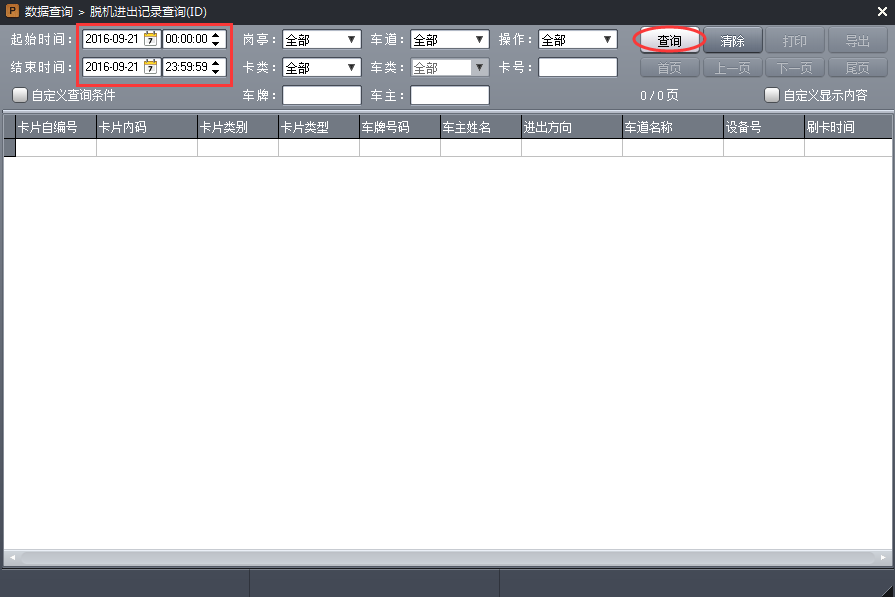 P 数据查询 > 脱机进出记录查询(ID)
起始时间: 2016-09-21 7 00:00:00 岗亭: 全部 车道: 全部 操作: 全部 查询 清除 打印 导出
结束时间: 2016-09-21 7 23:59:59 卡类: 全部 车类: 全部 卡号: 首页 上一页 下一页 尾页
自定义查询条件 车牌: 车主: 0 / 0 页 自定义显示内容
卡片自编号 卡片内码 卡片类别 卡片类型 车牌号码 车主姓名 进出方向 车道名称 设备号 刷卡时间